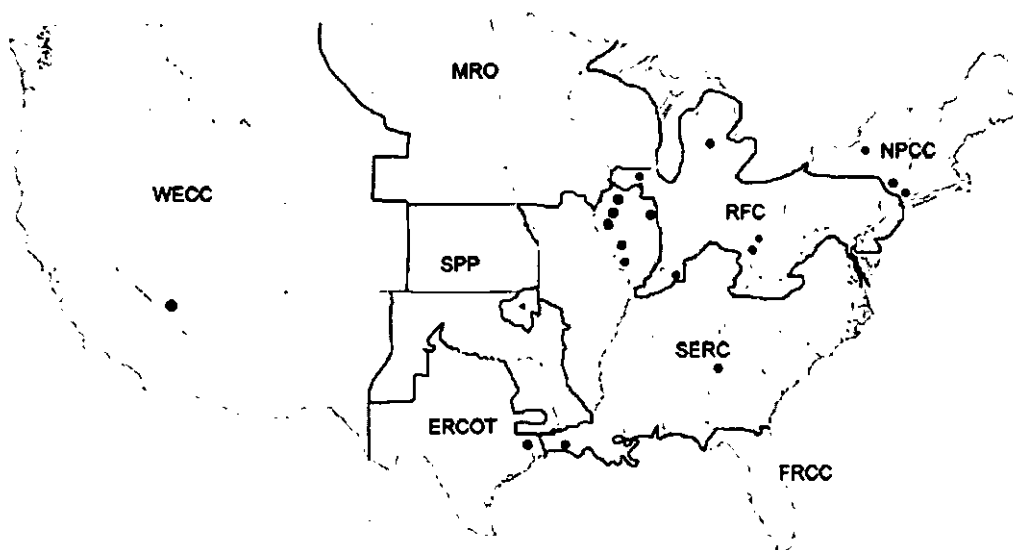 MRO
NPCC
WECC
RFC
SPP
SERC
ERCOT
FRCC